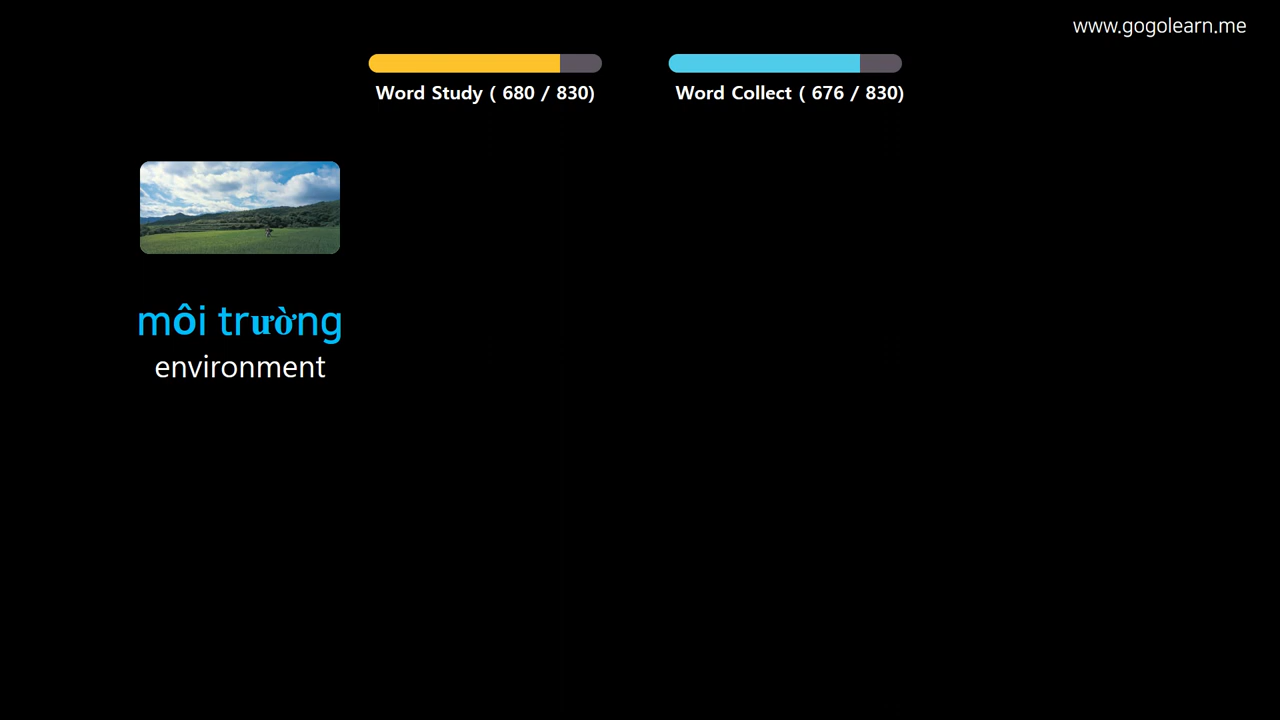 www.gogolearn.me
Word Study ( 680 / 830)
Word Collect ( 676 / 830)
môi trường
environment